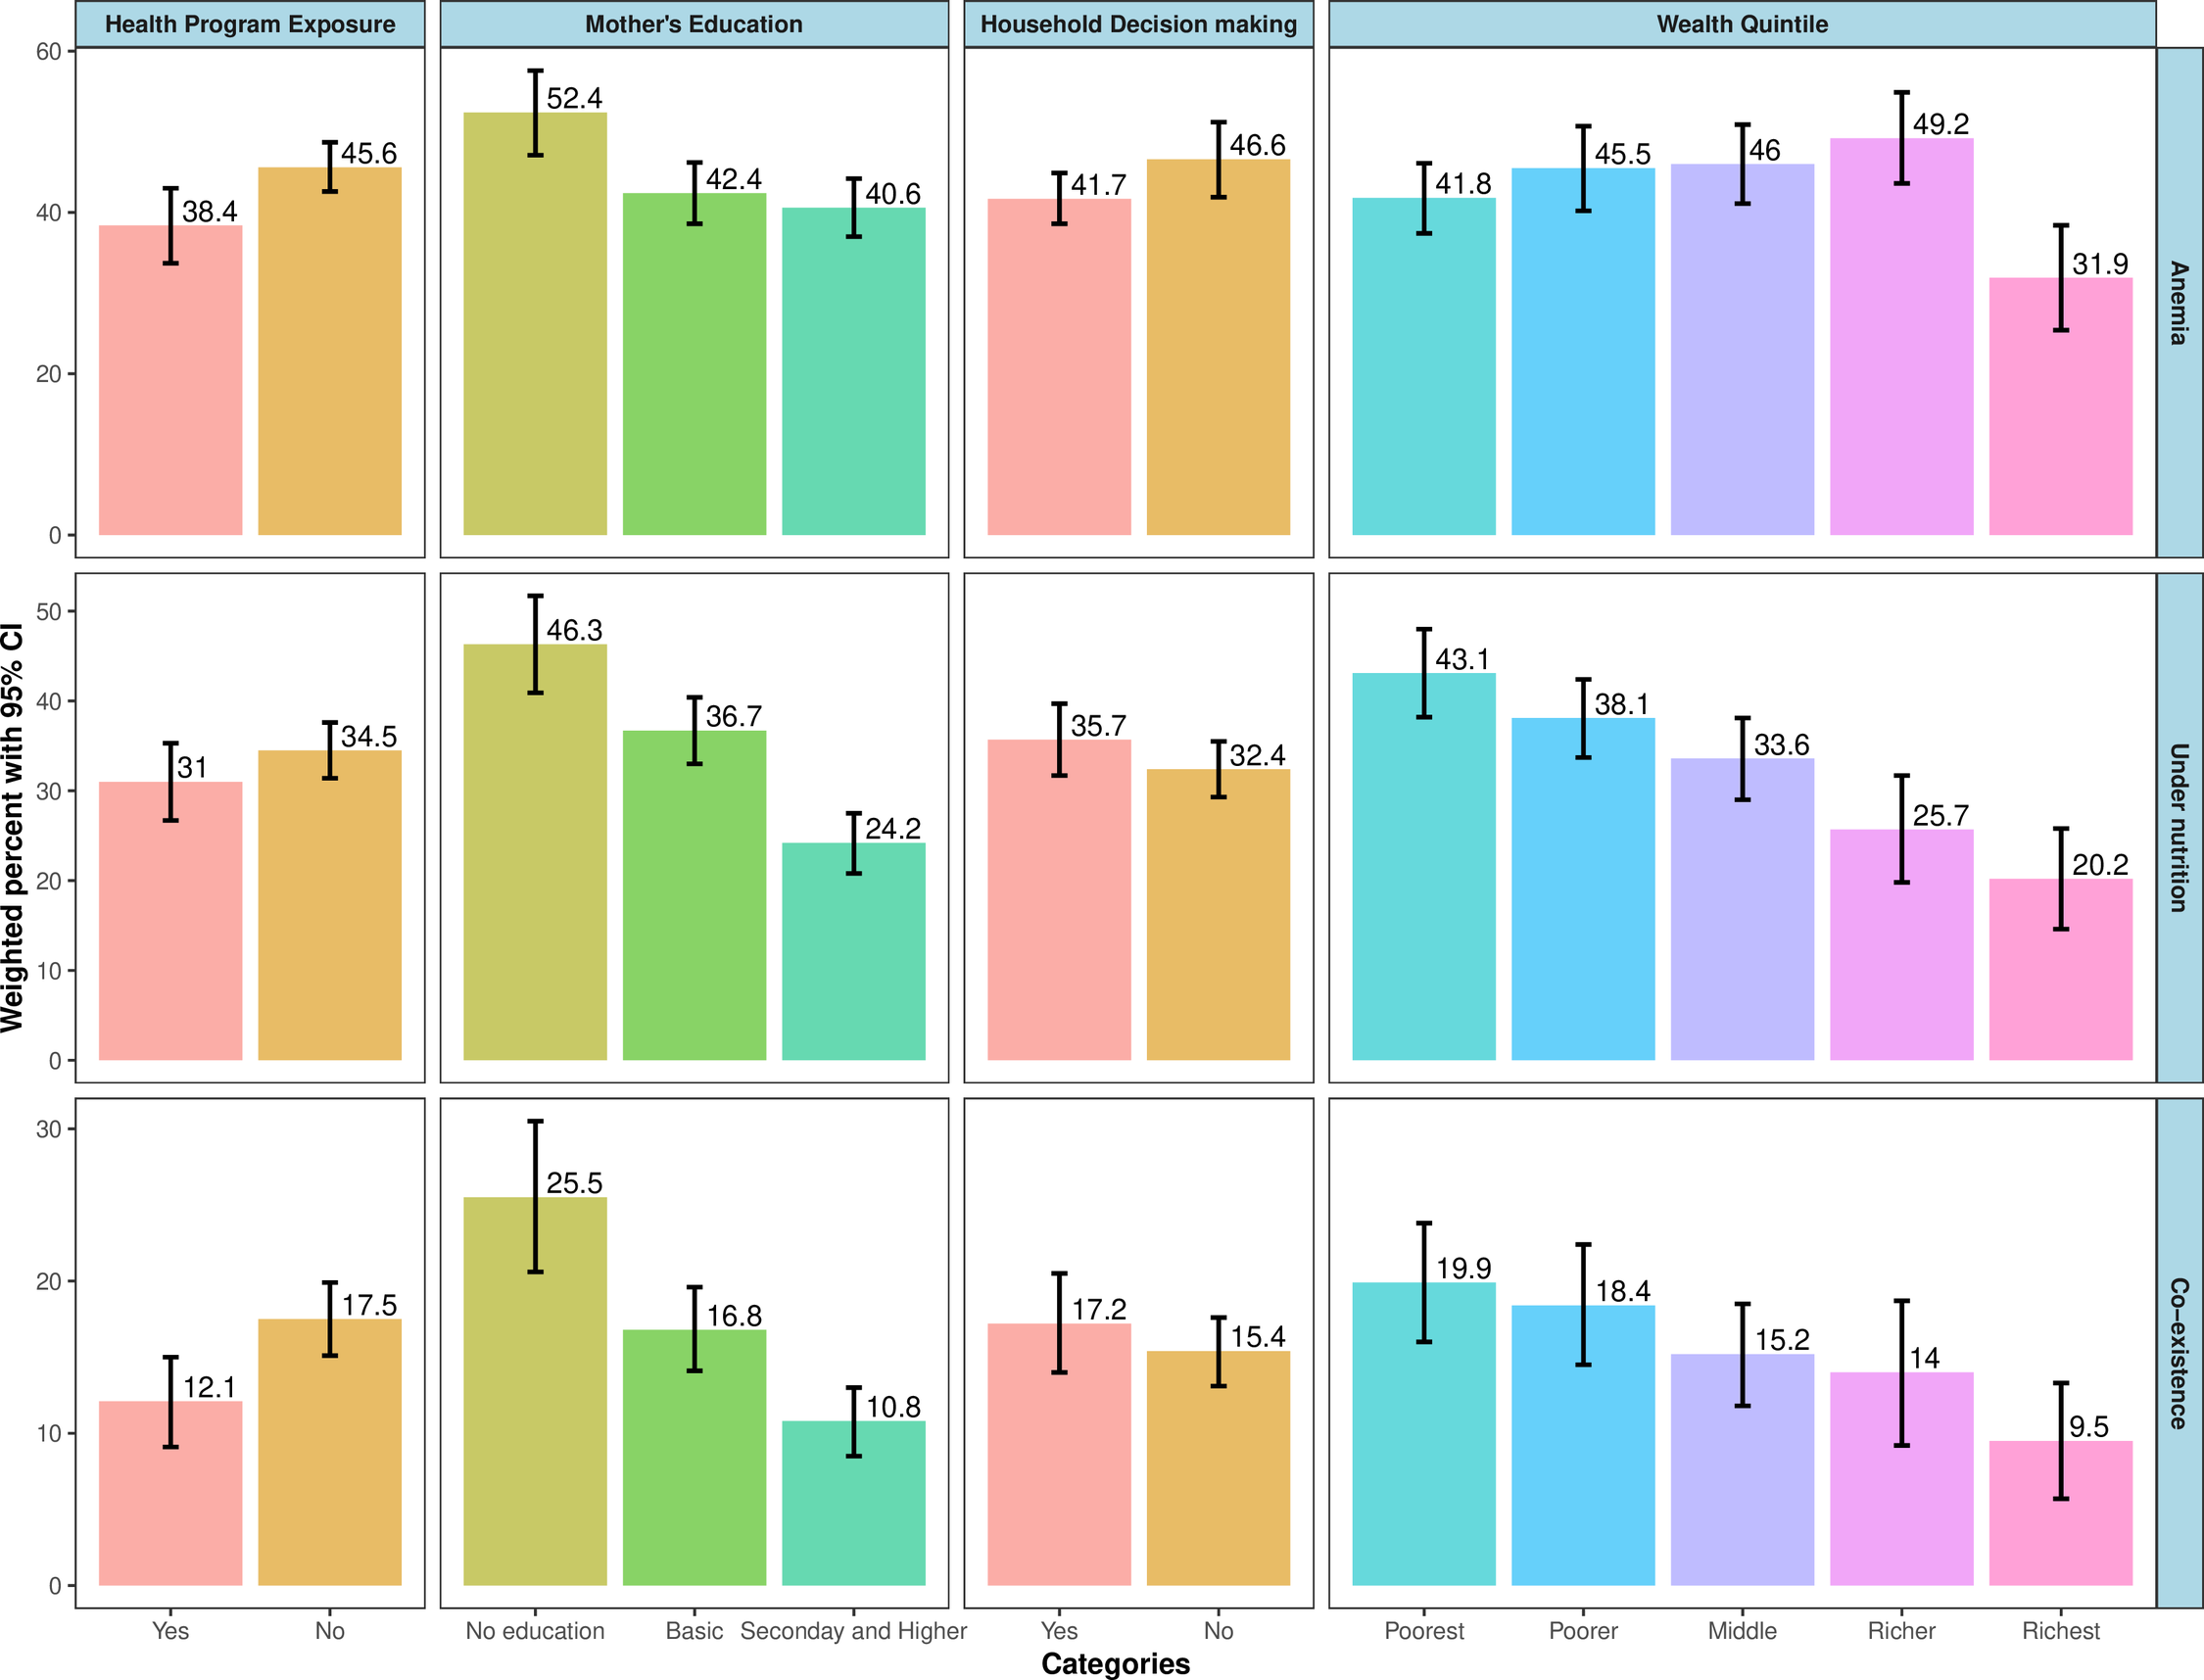 Health Program Exposure
Mother's Education
Household Decision making
Wealth Quintile
60
40
20
0
38.4
45.6
52.4
42.4
40.6
41.7
46.6
41.8
45.5
46
49.2
31.9
Anemia
Weighted percent with 95% CI
50
40
30
20
10
0
31
34.5
46.3
36.7
24.2
35.7
32.4
43.1
38.1
33.6
25.7
20.2
Under nutrition
30
20
10
0
12.1
17.5
25.5
16.8
10.8
17.2
15.4
19.9
18.4
15.2
14
9.5
Co-existence
Yes
No
No education
Basic
Seconday and Higher
Yes
No
Poorest
Poorer
Middle
Richer
Richest
Categories